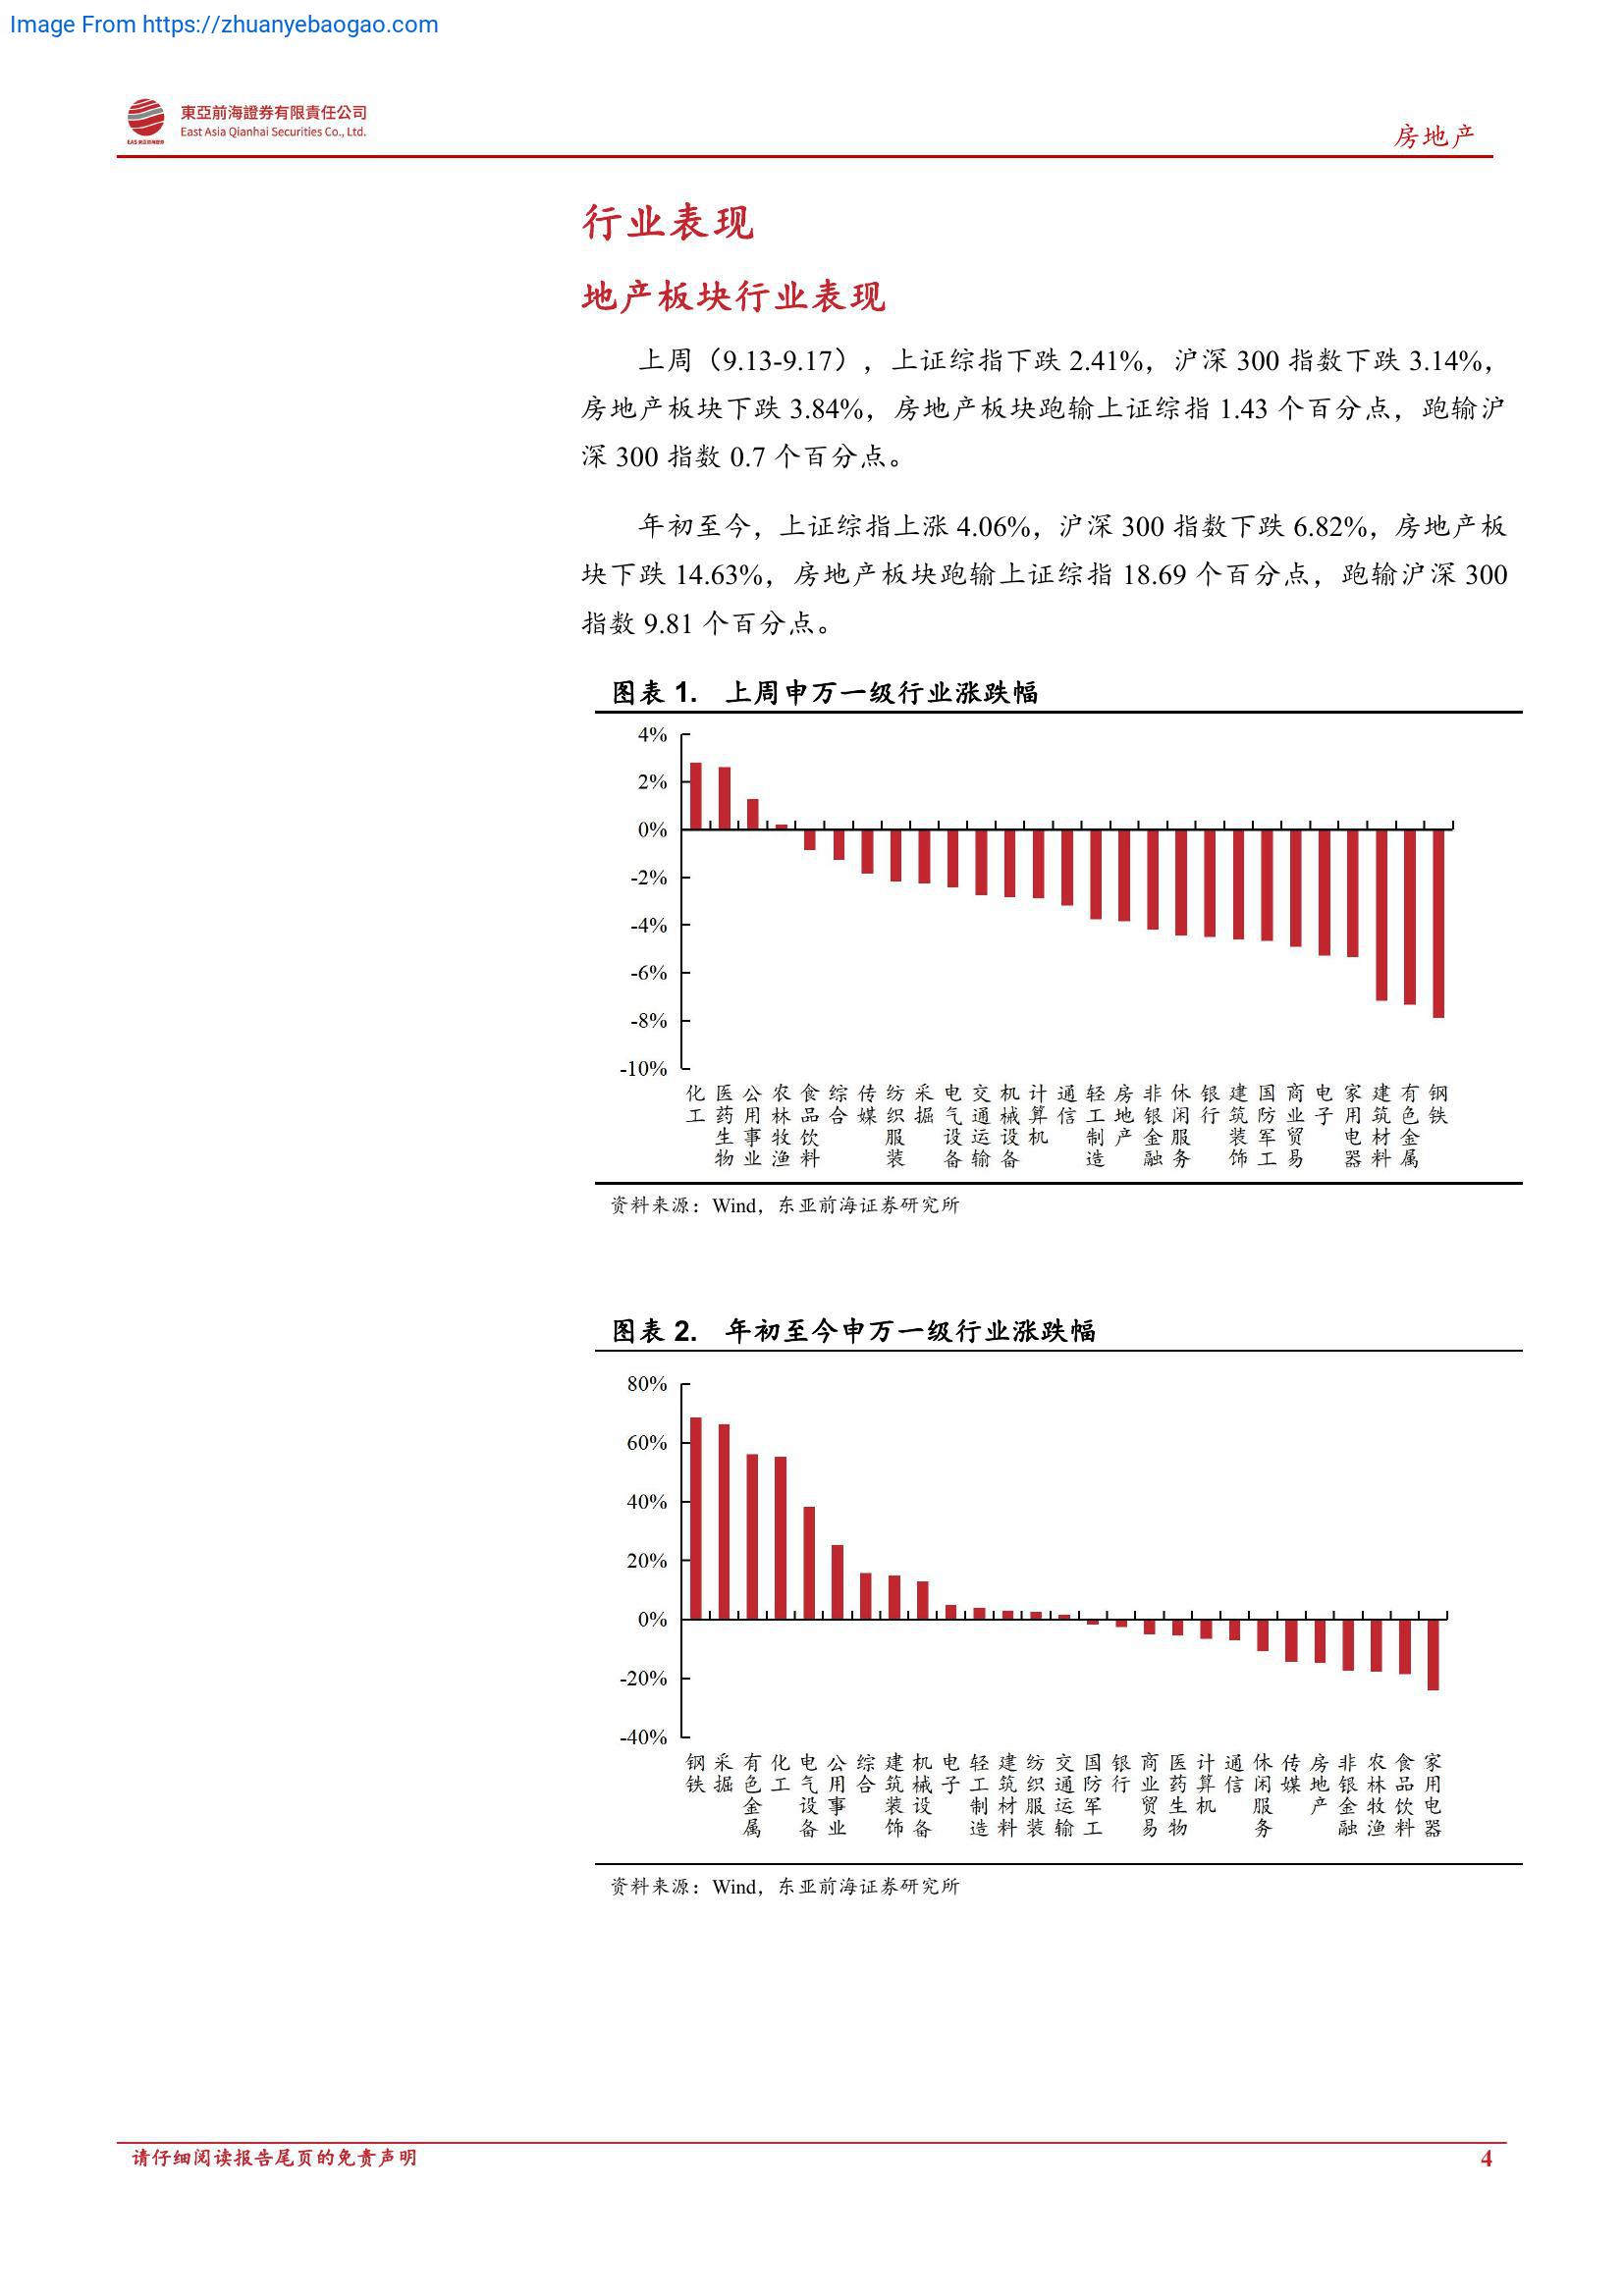 Image From https://zhuanyebaogao.com
東亞前海證券有限責任公司
East Asia Qianhai Securities Co., Ltd.
EAS 東亞前海證券
房地产
行业表现
地产板块行业表现
上周（9.13-9.17），上证综指下跌 2.41%，沪深 300 指数下跌 3.14%，
房地产板块下跌 3.84%，房地产板块跑输上证综指 1.43 个百分点，跑输沪
深 300 指数 0.7 个百分点。
年初至今，上证综指上涨 4.06%，沪深 300 指数下跌 6.82%，房地产板
块下跌 14.63%，房地产板块跑输上证综指 18.69 个百分点，跑输沪深 300
指数 9.81 个百分点。
图表 1. 上周申万一级行业涨跌幅
4%
2%
0%
-2%
-4%
-6%
-8%
-10%
化工
医药生物
公用事业
农林牧渔
食品饮料
综合
传媒
纺织服装
采掘
电气设备
交通运输
机械设备
计算机
通信
轻工制造
房地产
非银金融
休闲服务
银行
建筑装饰
国防军工
商业贸易
电子
家用电器
建筑材料
有色金属
钢铁
资料来源：Wind，东亚前海证券研究所
图表 2. 年初至今申万一级行业涨跌幅
80%
60%
40%
20%
0%
-20%
-40%
钢铁
采掘
有色金属
化工
电气设备
公用事业
综合
建筑装饰
机械设备
电子
轻工制造
建筑材料
纺织服装
交通运输
国防军工
银行
商业贸易
医药生物
计算机
通信
休闲服务
传媒
房地产
非银金融
农林牧渔
食品饮料
家用电器
资料来源：Wind，东亚前海证券研究所
请仔细阅读报告尾页的免责声明
4